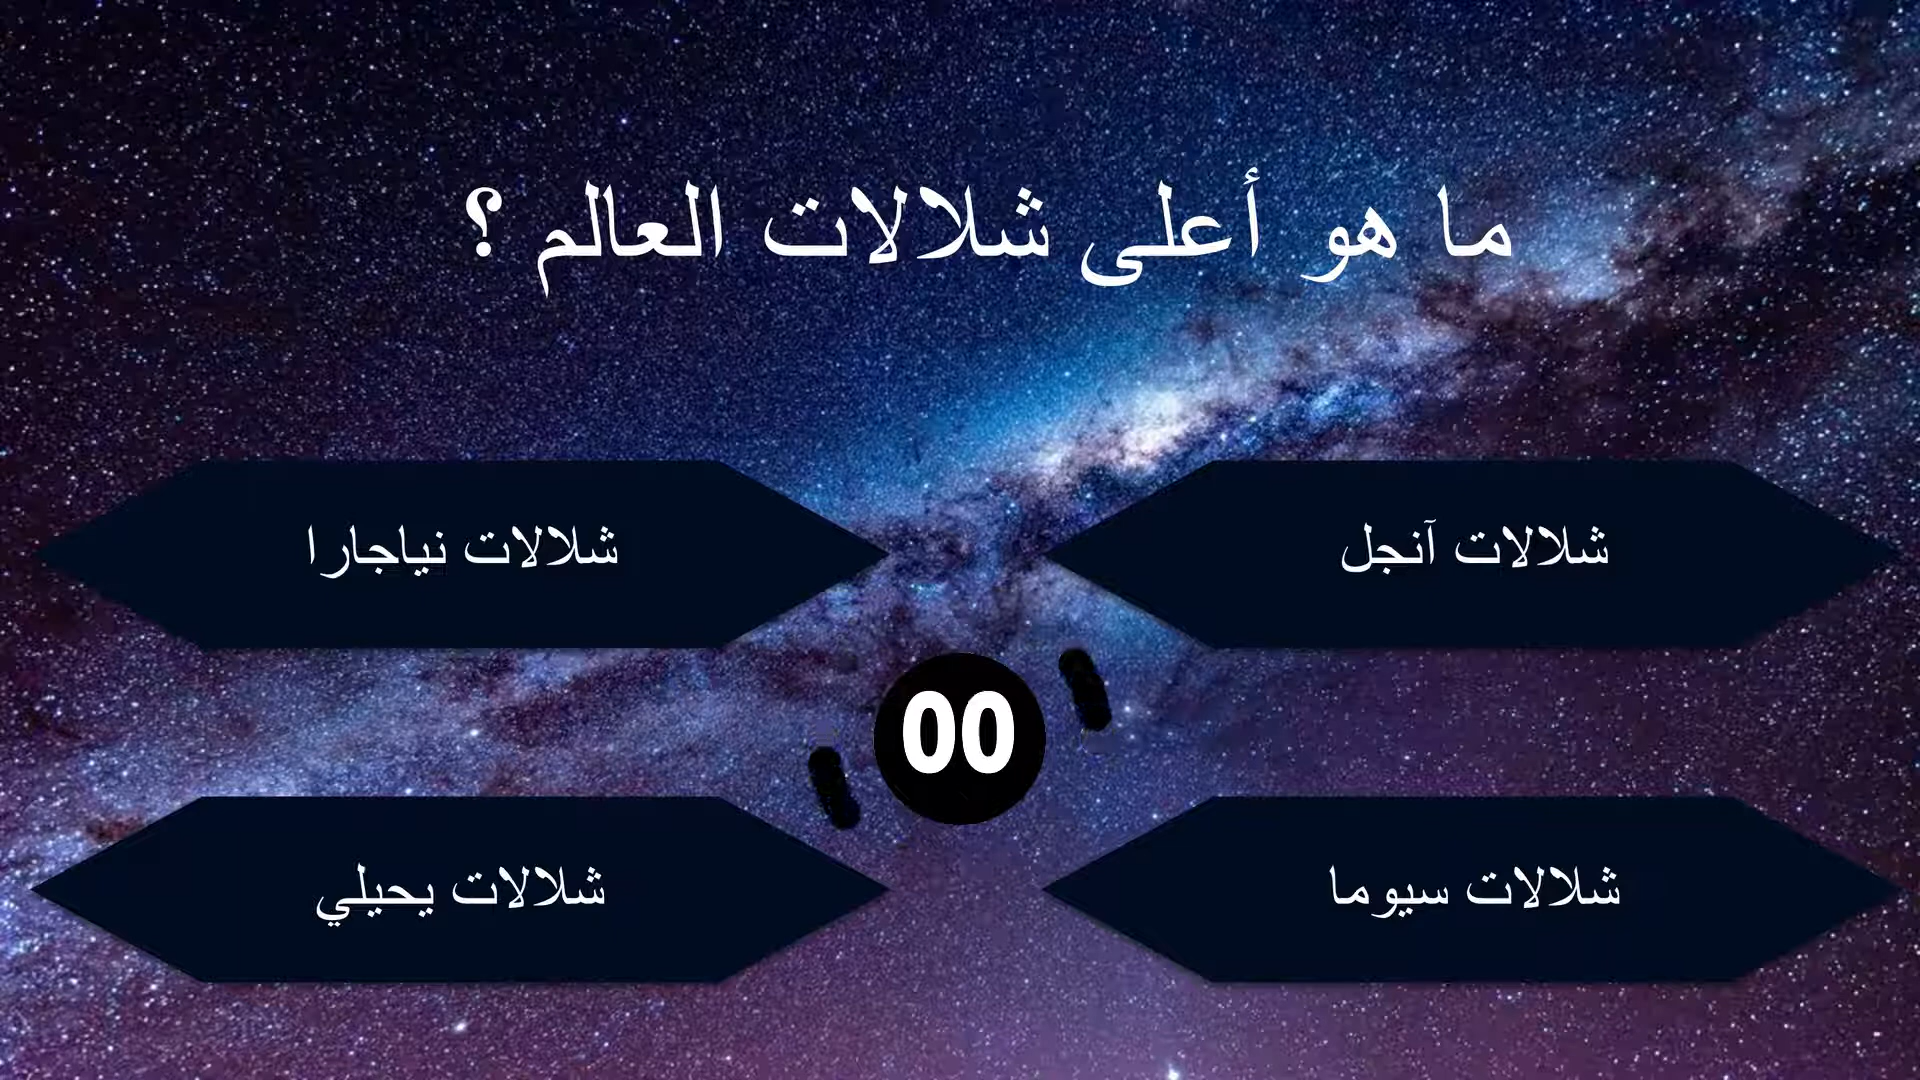 ما هو أعلى شلالات العالم ؟
شلالات آنجل
شلالات نياجارا
00
شلالات سيوما
شلالات يحيلي